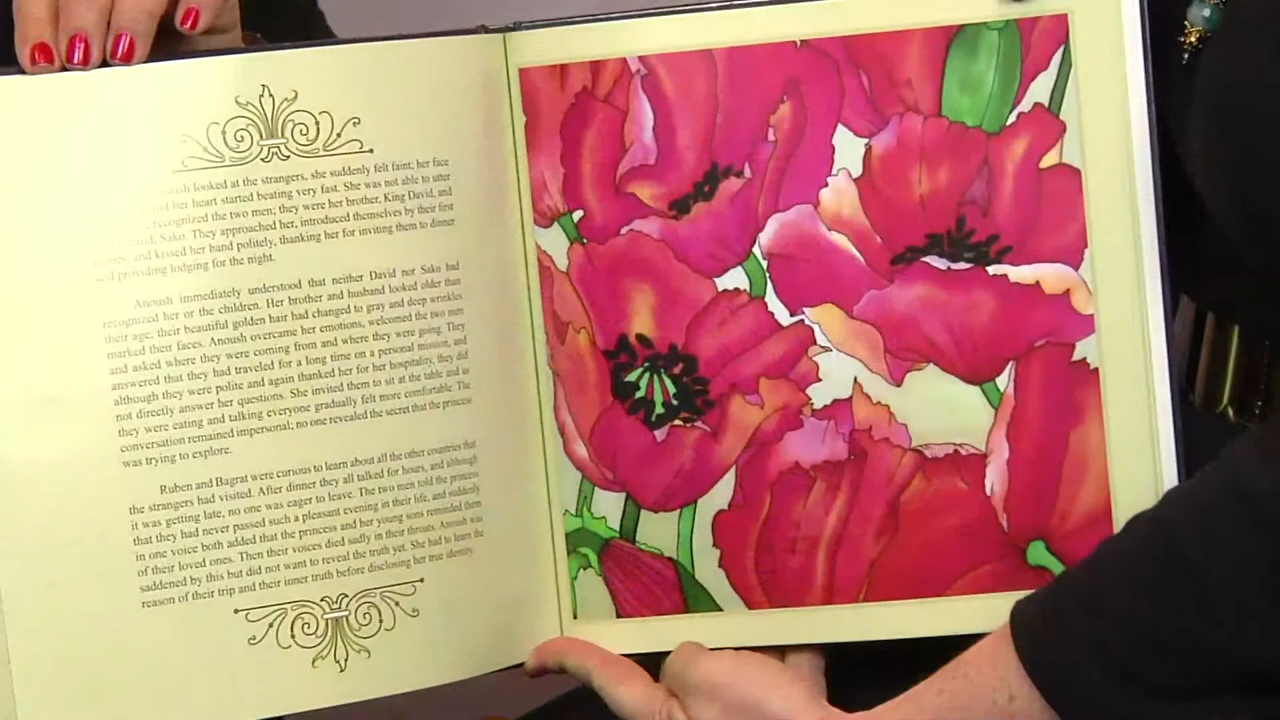 looked at the strangers, she suddenly felt faint; her face
and her heart started beating very fast. She was not able to utter
recognized the two men; they were her brother, King David, and
Sako. They approached her, introduced themselves by their first
and kissed her hand politely, thanking her for inviting them to dinner
and providing lodging for the night.
Anoush immediately understood that neither David nor Sako had
recognized her or the children. Her brother and husband looked older than
their age; their beautiful golden hair had changed to gray and deep wrinkles
marked their faces. Anoush overcame her emotions, welcomed the two men
and asked where they were coming from and where they were going. They
answered that they had traveled for a long time on a personal mission, and
although they were polite and again thanked her for her hospitality, they did
not directly answer her questions. She invited them to sit at the table and as
they were eating and talking everyone gradually felt more comfortable. The
conversation remained impersonal; no one revealed the secret that the princess
was trying to explore.
Ruben and Bagrat were curious to learn about all the other countries that
the strangers had visited. After dinner they all talked for hours, and although
it was getting late, no one was eager to leave. The two men told the princess
that they had never passed such a pleasant evening in their life, and suddenly
in one voice both added that the princess and her young sons reminded them
of their loved ones. Then their voices died sadly in their throats. Anoush was
saddened by this but did not want to reveal the truth yet. She had to learn the
reason of their trip and their inner truth before disclosing her true identity.